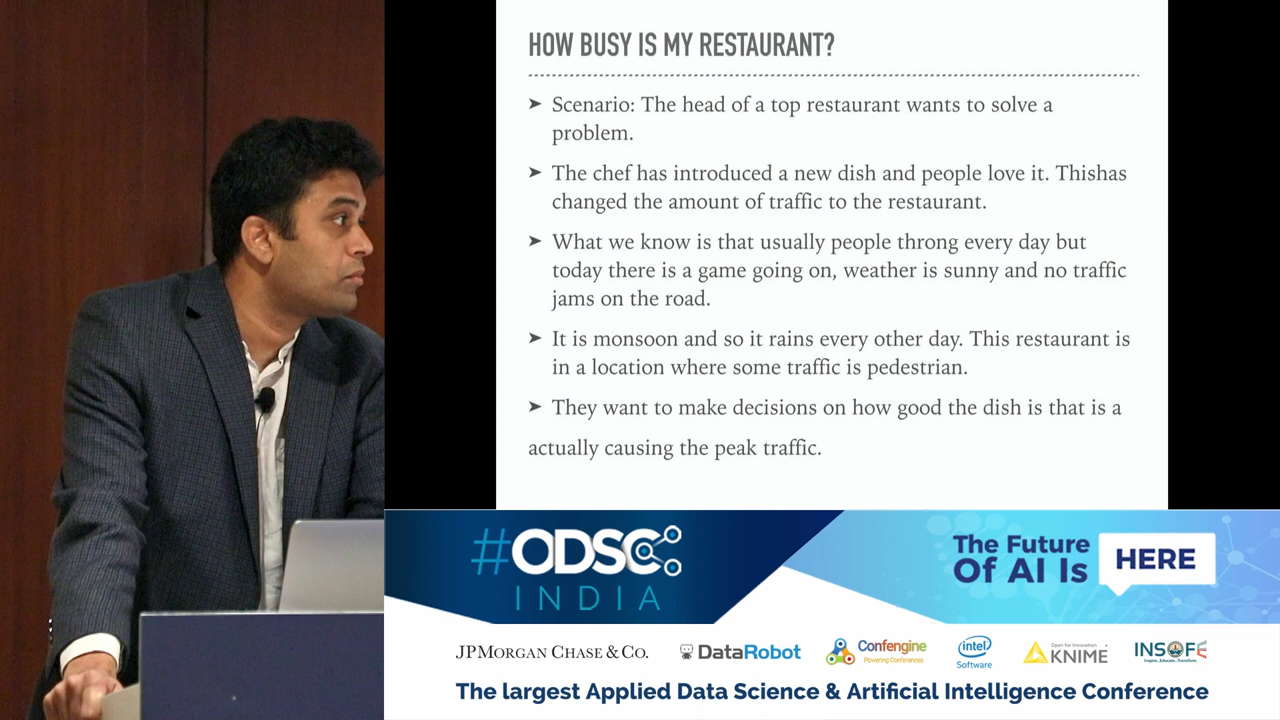 HOW BUSY IS MY RESTAURANT?
➤ Scenario: The head of a top restaurant wants to solve a
problem.
➤ The chef has introduced a new dish and people love it. Thishas
changed the amount of traffic to the restaurant.
➤ What we know is that usually people throng every day but
today there is a game going on, weather is sunny and no traffic
jams on the road.
➤ It is monsoon and so it rains every other day. This restaurant is
in a location where some traffic is pedestrian.
➤ They want to make decisions on how good the dish is that is a
actually causing the peak traffic.
#ODSC
INDIA
The Future
Of AI Is HERE
JPMORGAN CHASE & CO.
DataRobot
Confengine
Powering Conferences
intel
Software
Open for Innovation
KNIME
INSOFE
Inspire...Educate...Transform.
The largest Applied Data Science & Artificial Intelligence Conference